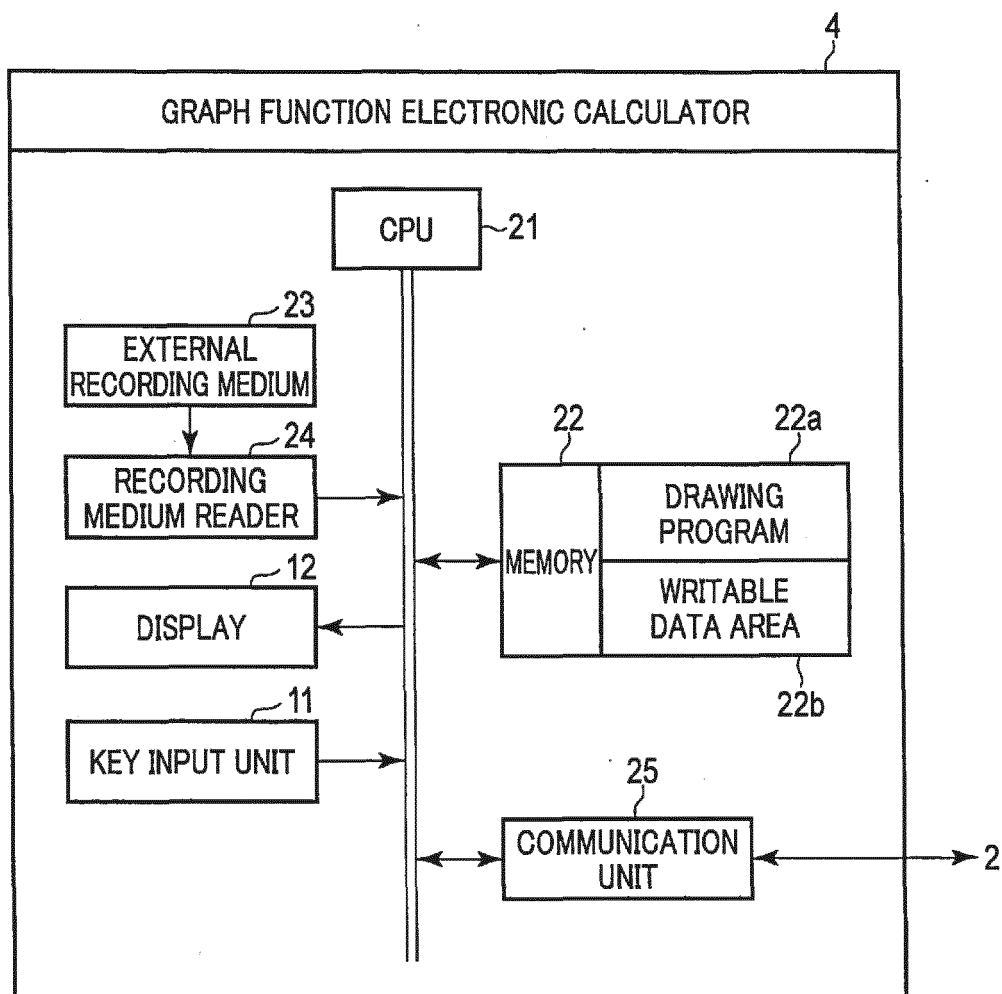 4
GRAPH FUNCTION ELECTRONIC CALCULATOR
CPU
21
23
EXTERNAL
RECORDING MEDIUM
24
RECORDING
MEDIUM READER
12
DISPLAY
11
KEY INPUT UNIT
22
22a
MEMORY
DRAWING
PROGRAM
WRITABLE
DATA AREA
22b
25
COMMUNICATION
UNIT
2